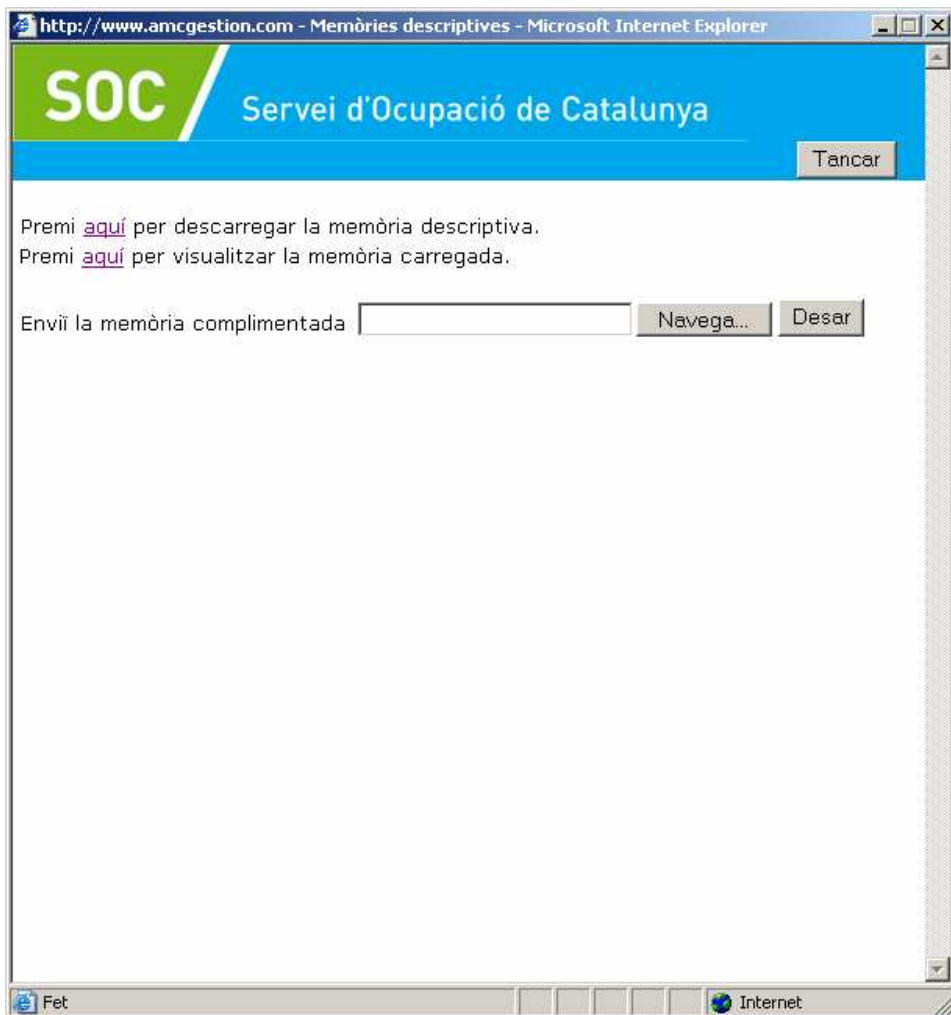 http://www.amcgestion.com - Memòries descriptives - Microsoft Internet Explorer
SOC
Servei d'Ocupació de Catalunya
Tancar
Premi aquí per descarregar la memòria descriptiva.
Premi aquí per visualitzar la memòria carregada.
Enviï la memòria complimentada Navega... Desar
Fet Internet